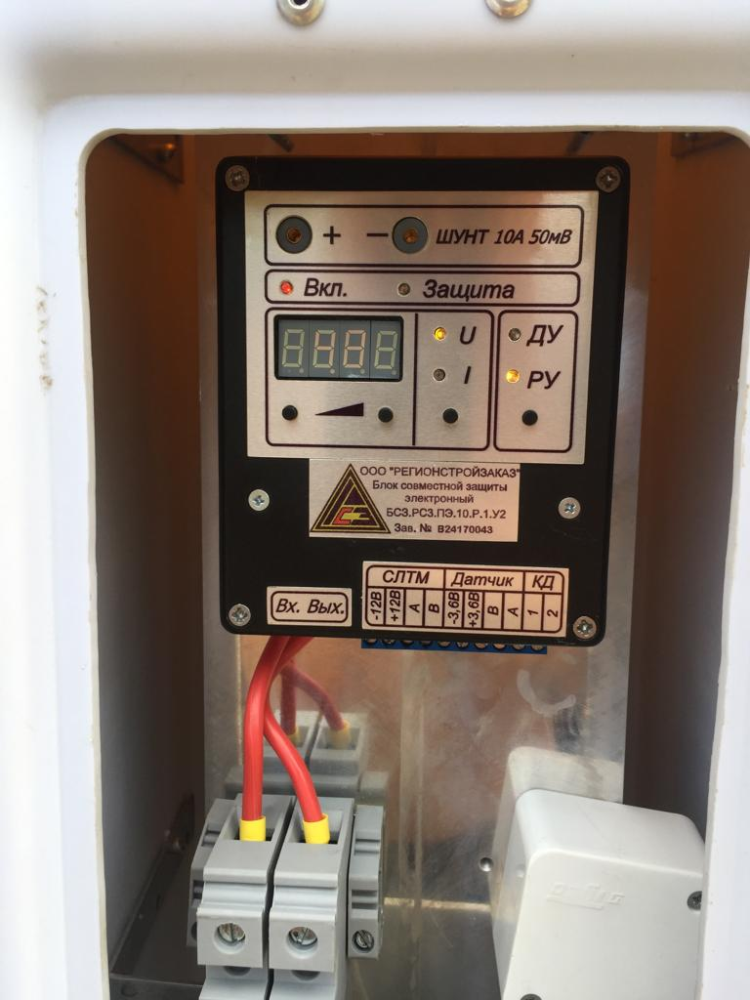 + — ШУНТ 10А 50мВ
Вкл. Защита
U
I
ДУ
РУ
ООО "РЕГИОНСТРОЙЗАКАЗ"
Блок совместной защиты
электронный
БСЗ.РСЗ.ПЭ.10.Р.1.У2
Зав. № В24170043
Вх. Вых.
СЛТМ Датчик КД
-12В +12В А В -3,6В +3,6В В А 1 2